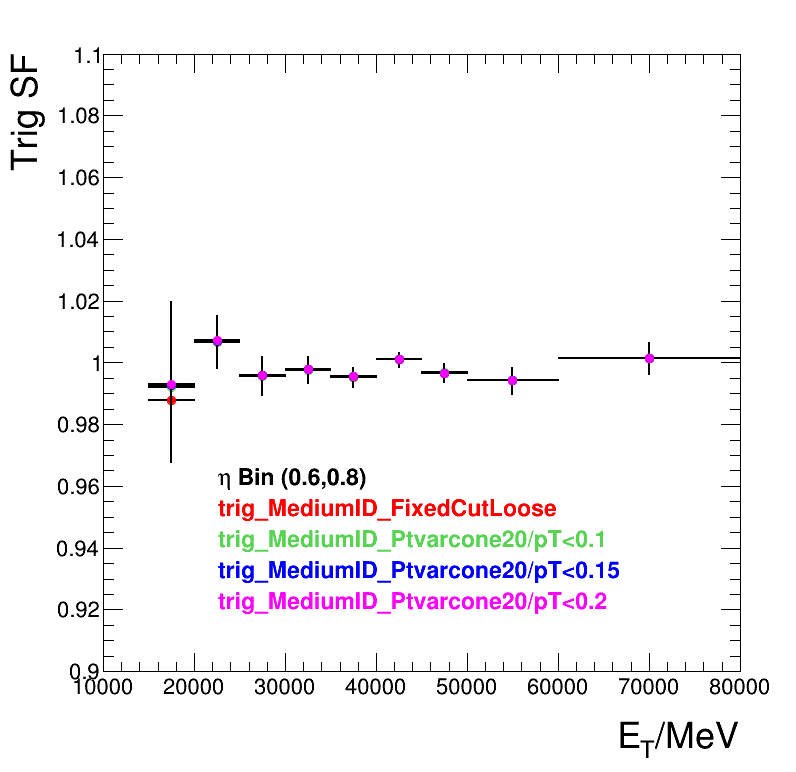 Trig SF
1.1
1.08
1.06
1.04
1.02
1
0.98
0.96
0.94
0.92
0.9
η Bin (0.6,0.8)
trig_MediumID_FixedCutLoose
trig_MediumID_Ptvarcone20/pT<0.1
trig_MediumID_Ptvarcone20/pT<0.15
trig_MediumID_Ptvarcone20/pT<0.2
10000 20000 30000 40000 50000 60000 70000 80000
E_T/MeV